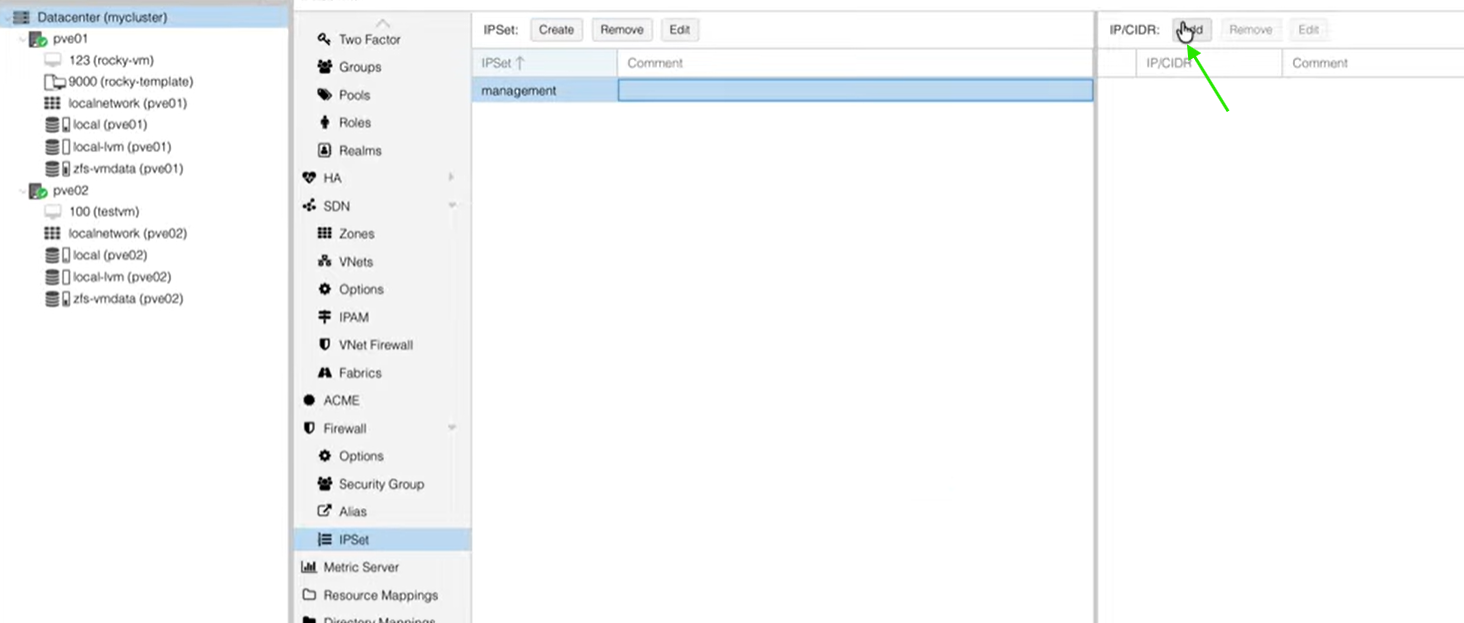 Datacenter (mycluster)
pve01
123 (rocky-vm)
9000 (rocky-template)
localnetwork (pve01)
local (pve01)
local-lvm (pve01)
zfs-vmdata (pve01)
pve02
100 (testvm)
localnetwork (pve02)
local (pve02)
local-lvm (pve02)
zfs-vmdata (pve02)
Two Factor
Groups
Pools
Roles
Realms
HA
SDN
Zones
VNets
Options
IPAM
VNet Firewall
Fabrics
ACME
Firewall
Options
Security Group
Alias
IPSet
Metric Server
Resource Mappings
Directory Mappings
IPSet: Create Remove Edit
IPSet Comment
management
IP/CIDR: Remove Edit
IP/CIDR Comment